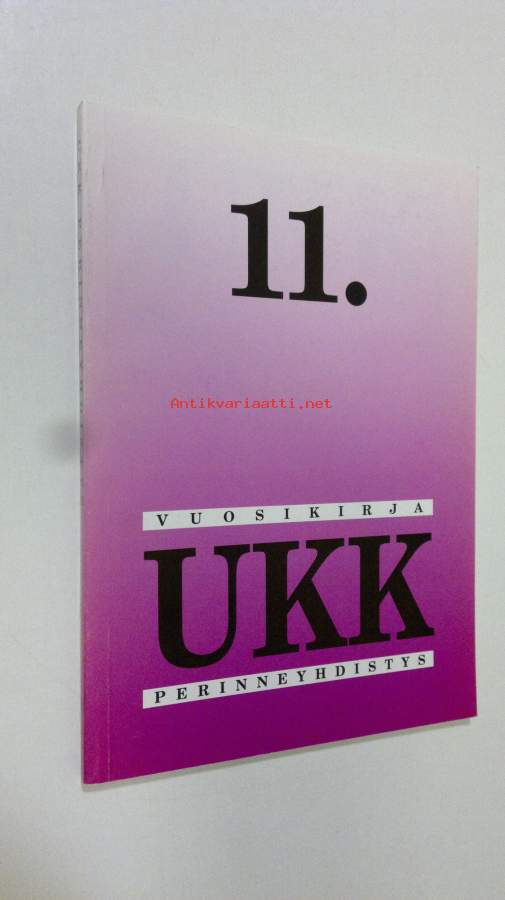 11.
Antikvariaatti.net
VUOSIKIRJA
UKK
PERINNEYHDISTYS